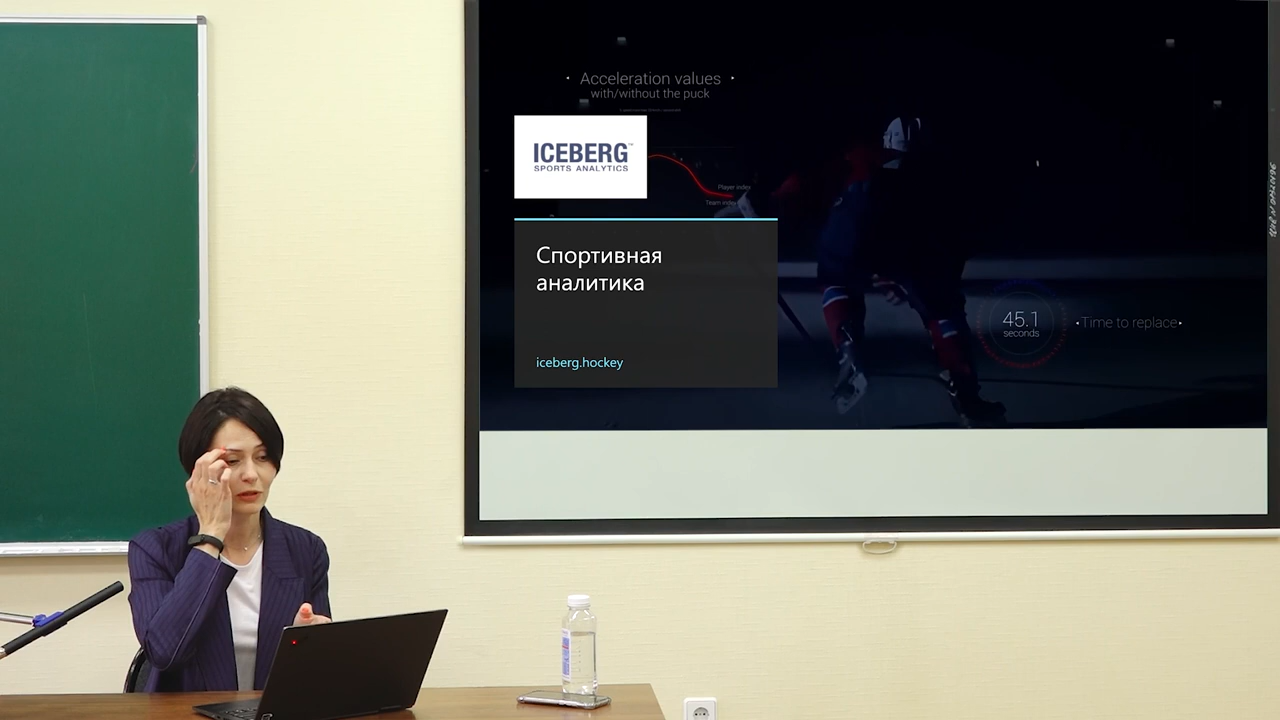 Acceleration values
with/without the puck
ICEBERG™
SPORTS ANALYTICS
Player index
Team index
Спортивная
аналитика
iceberg.hockey
45.1
seconds
Time to replace